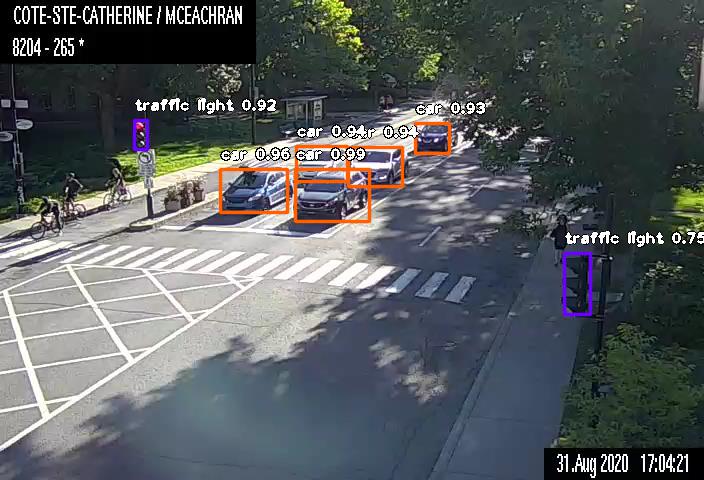 COTE-STE-CATHERINE / MCEACHRAN
8204 - 265 *
traffic light 0.92
car 0.93
car 0.94
car 0.94
car 0.96
car 0.99
traffic light 0.75
31.Aug 2020 17:04:21